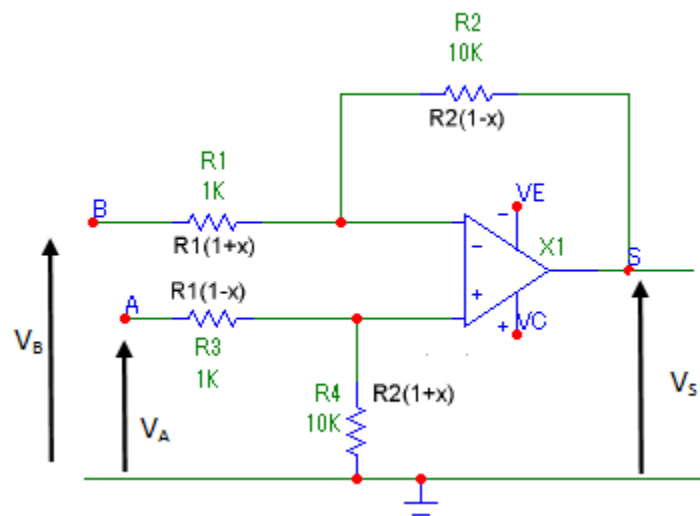 R2
10K
R2(1-x)
R1
1K
B
R1(1+x)
VE
-
-
X1
S
R1(1-x)
A
+
R3
1K
+
VC
VB
VA
R4
10K
R2(1+x)
VS